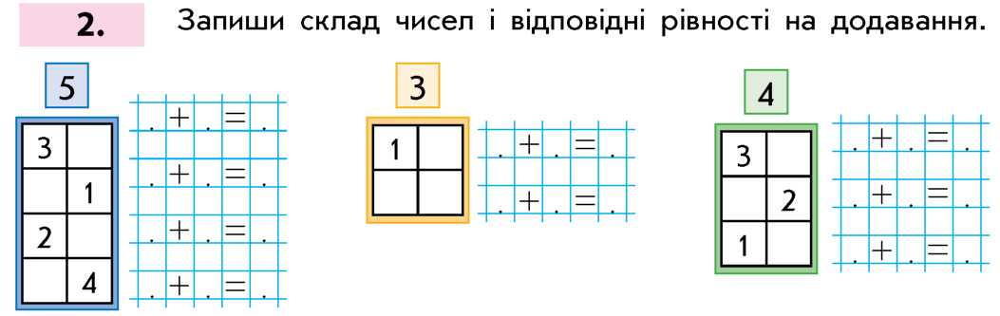 2. Запиши склад чисел і відповідні рівності на додавання.
5
3
1
2
4
. + . = .
. + . = .
. + . = .
. + . = .
3
1
. + . = .
. + . = .
4
3
2
1
. + . = .
. + . = .
. + . = .